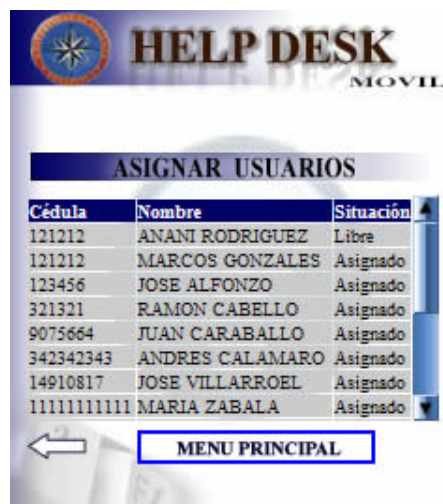 HELP DESK
MOVIL
ASIGNAR USUARIOS
Cédula Nombre Situación
121212 ANANI RODRIGUEZ Libre
121212 MARCOS GONZALES Asignado
123456 JOSE ALFONZO Asignado
321321 RAMON CABELLO Asignado
9075664 JUAN CARABALLO Asignado
342342343 ANDRES CALAMARO Asignado
14910817 JOSE VILLARROEL Asignado
11111111111 MARIA ZABALA Asignado
MENU PRINCIPAL